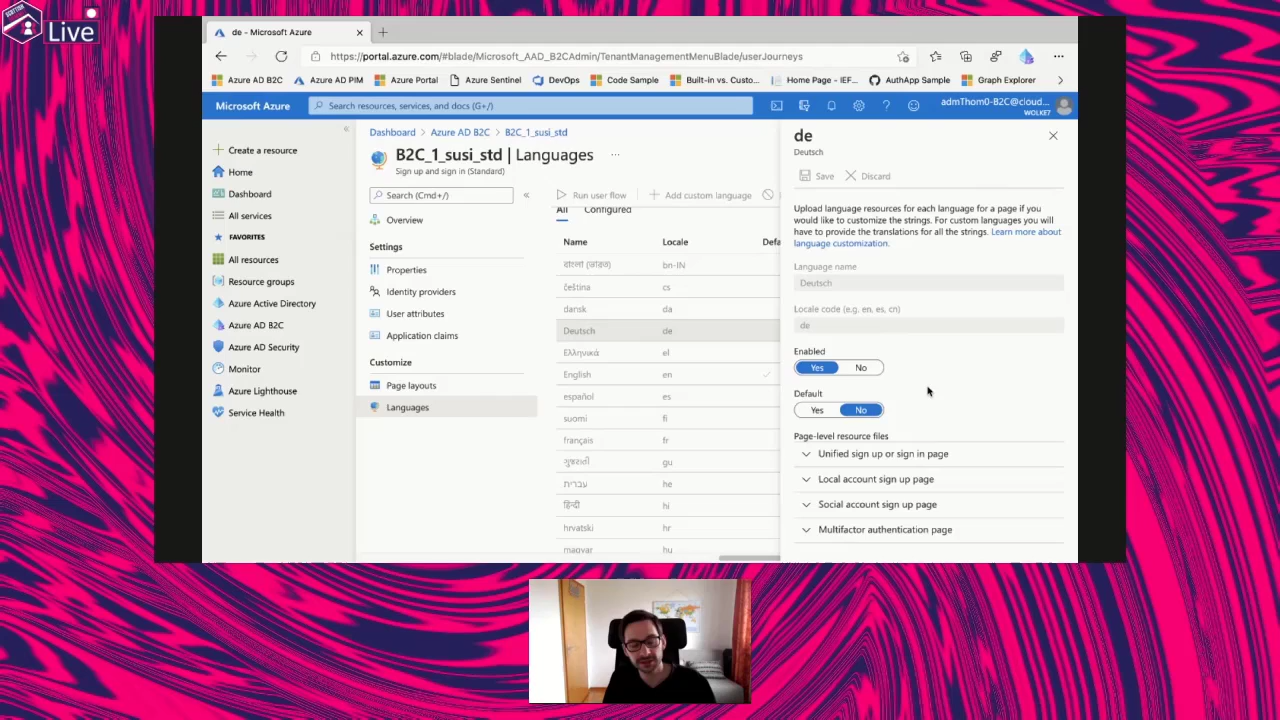 Live
de - Microsoft Azure
https://portal.azure.com/#blade/Microsoft_AAD_B2CAdmin/TenantManagementMenuBlade/userJourneys
Azure AD B2C
Azure AD PIM
Azure Portal
Azure Sentinel
DevOps
Code Sample
Built-in vs. Custo...
Home Page - IEF...
AuthApp Sample
Graph Explorer
Microsoft Azure
Search resources, services, and docs (G+/)
admThom0-B2C@cloud...
WOLKE7
Create a resource
Home
Dashboard
All services
FAVORITES
All resources
Resource groups
Azure Active Directory
Azure AD B2C
Azure AD Security
Monitor
Azure Lighthouse
Service Health
Dashboard > Azure AD B2C > B2C_1_susi_std
B2C_1_susi_std | Languages ...
Sign up and sign in (Standard)
Search (Cmd+/)
Overview
Settings
Properties
Identity providers
User attributes
Application claims
Customize
Page layouts
Languages
Run user flow
Add custom language
All Configured
Name Locale Defa
বাংলা (ভারত) bn-IN
čeština cs
dansk da
Deutsch de
Ελληνικά el
English en
español es
suomi fi
français fr
ગુજરાતી gu
עברית he
हिंदी hi
hrvatski hr
magyar hu
de
Deutsch
Save Discard
Upload language resources for each language for a page if you
would like to customize the strings. For custom languages you will
have to provide the translations for all the strings. Learn more about
language customization.
Language name
Deutsch
Locale code (e.g. en, es, cn)
de
Enabled
Yes No
Default
Yes No
Page-level resource files
Unified sign up or sign in page
Local account sign up page
Social account sign up page
Multifactor authentication page